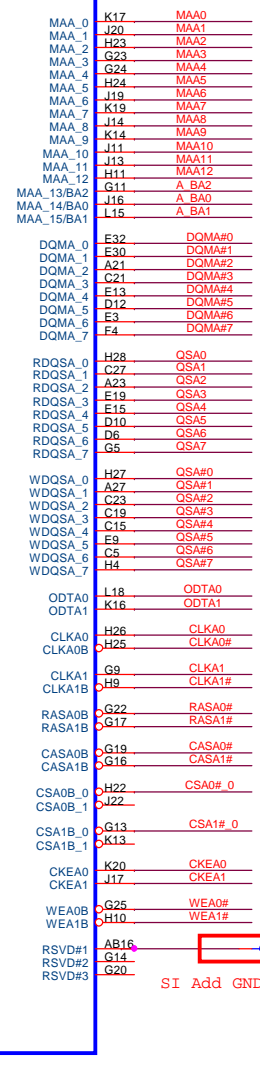 MAA_0 K17 MAA0
MAA_1 J20 MAA1
MAA_2 H23 MAA2
MAA_3 G23 MAA3
MAA_4 G24 MAA4
MAA_5 H24 MAA5
MAA_6 J19 MAA6
MAA_7 K19 MAA7
MAA_8 J14 MAA8
MAA_9 K14 MAA9
MAA_10 J11 MAA10
MAA_11 J13 MAA11
MAA_12 H11 MAA12
MAA_13/BA2 G11 A_BA2
MAA_14/BA0 J16 A_BA0
MAA_15/BA1 L15 A_BA1
DQMA_0 E32 DQMA#0
DQMA_1 E30 DQMA#1
DQMA_2 A21 DQMA#2
DQMA_3 C21 DQMA#3
DQMA_4 E13 DQMA#4
DQMA_5 D12 DQMA#5
DQMA_6 E3 DQMA#6
DQMA_7 F4 DQMA#7
RDQSA_0 H28 QSA0
RDQSA_1 C27 QSA1
RDQSA_2 A23 QSA2
RDQSA_3 E19 QSA3
RDQSA_4 E15 QSA4
RDQSA_5 D10 QSA5
RDQSA_6 D6 QSA6
RDQSA_7 G5 QSA7
WDQSA_0 H27 QSA#0
WDQSA_1 A27 QSA#1
WDQSA_2 C23 QSA#2
WDQSA_3 C19 QSA#3
WDQSA_4 C15 QSA#4
WDQSA_5 E9 QSA#5
WDQSA_6 C5 QSA#6
WDQSA_7 H4 QSA#7
ODTA0 L18 ODTA0
ODTA1 K16 ODTA1
CLKA0 H26 CLKA0
CLKA0B H25 CLKA0#
CLKA1 G9 CLKA1
CLKA1B H9 CLKA1#
RASA0B G22 RASA0#
RASA1B G17 RASA1#
CASA0B G19 CASA0#
CASA1B G16 CASA1#
CSA0B_0 H22 CSA0#_0
CSA0B_1 J22
CSA1B_0 G13 CSA1#_0
CSA1B_1 K13
CKEA0 K20 CKEA0
CKEA1 J17 CKEA1
WEA0B G25 WEA0#
WEA1B H10 WEA1#
RSVD#1 AB16
RSVD#2 G14
RSVD#3 G20
SI Add GND